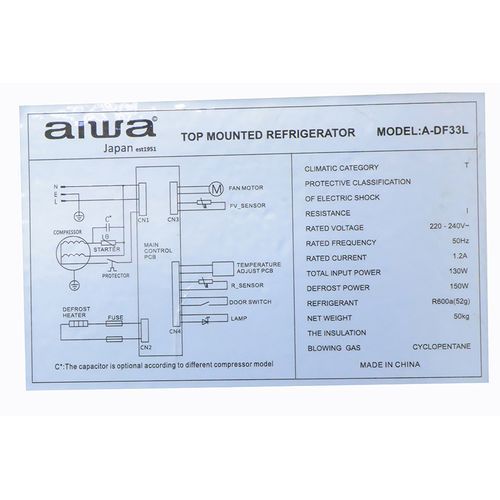 aiwa
Japan est1951
TOP MOUNTED REFRIGERATOR MODEL:A-DF33L
N
E
L
CN1
CN3
M FAN MOTOR
FV_SENSOR
C*
COMPRESSOR
STARTER
PROTECTOR
MAIN
CONTROL
PCB
TEMPERATURE
ADJUST PCB
R_SENSOR
DOOR SWITCH
LAMP
CN4
DEFROST
HEATER
FUSE
CN2
C*:The capacitor is optional according to different compressor model
CLIMATIC CATEGORY T
PROTECTIVE CLASSIFICATION
OF ELECTRIC SHOCK
RESISTANCE I
RATED VOLTAGE 220 - 240V~
RATED FREQUENCY 50Hz
RATED CURRENT 1.2A
TOTAL INPUT POWER 130W
DEFROST POWER 150W
REFRIGERANT R600a(52g)
NET WEIGHT 50kg
THE INSULATION
BLOWING GAS CYCLOPENTANE
MADE IN CHINA